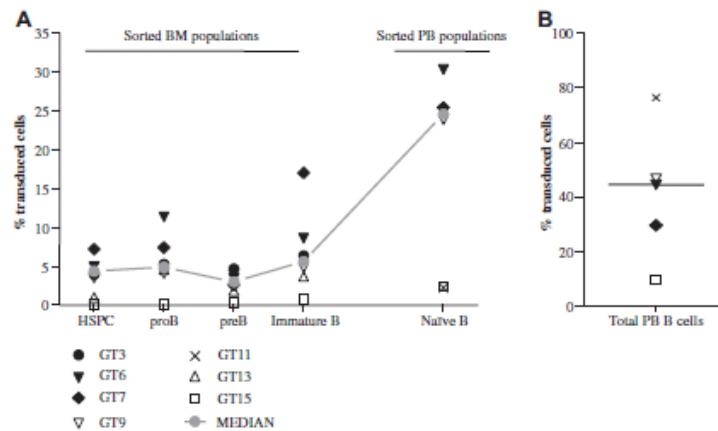 A
B
Sorted BM populations
Sorted PB populations
% transduced cells
35
30
25
20
15
10
5
0
HSPC
proB
preB
Immature B
Naïve B
% transduced cells
100
80
60
40
20
0
Total PB B cells
GT3
GT6
GT7
GT9
GT11
GT13
GT15
MEDIAN